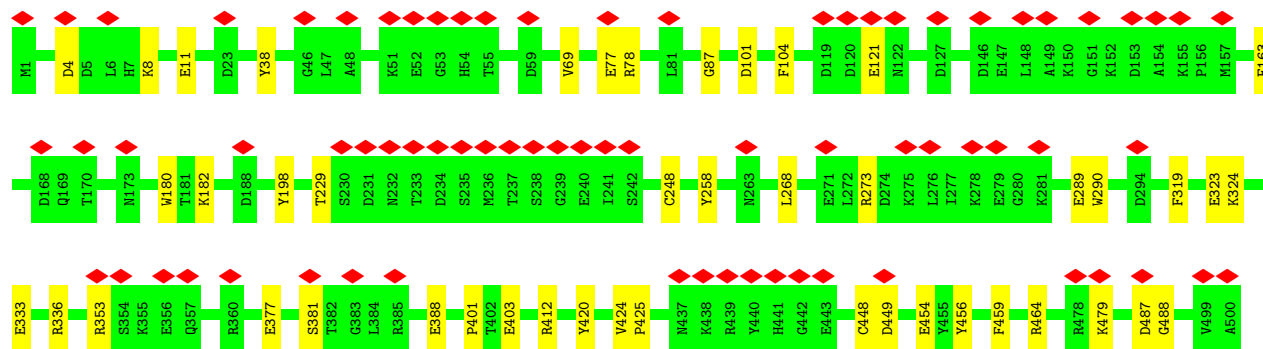 M1 D4 D5 L6 H7 K8 E11 D23 Y38 G46 L47 A48 K51 E52 G53 H54 T55 D59 V69 E77 R78 L81 G87 D101 F104 D119 D120 E121 N122 D127 D146 E147 L148 A149 K150 G151 K152 D153 A154 K155 P156 M157
D168 Q169 T170 N173 W180 T181 K182 D188 Y198 T229 S230 D231 N232 T233 D234 S235 M236 T237 S238 G239 E240 I241 S242 C248 Y258 N263 L268 E271 L272 R273 D274 K275 L276 I277 K278 E279 G280 K281 E289 W290 D294 F319 E323 K324
E333 R336 R353 S354 K355 E356 Q357 R360 E377 S381 T382 G383 L384 R385 E388 P401 T402 E403 R412 Y420 V424 P425 N437 K438 R439 Y440 H441 G442 E443 C448 D449 E454 Y455 Y456 F459 R464 R478 K479 D487 G488 V499 A500